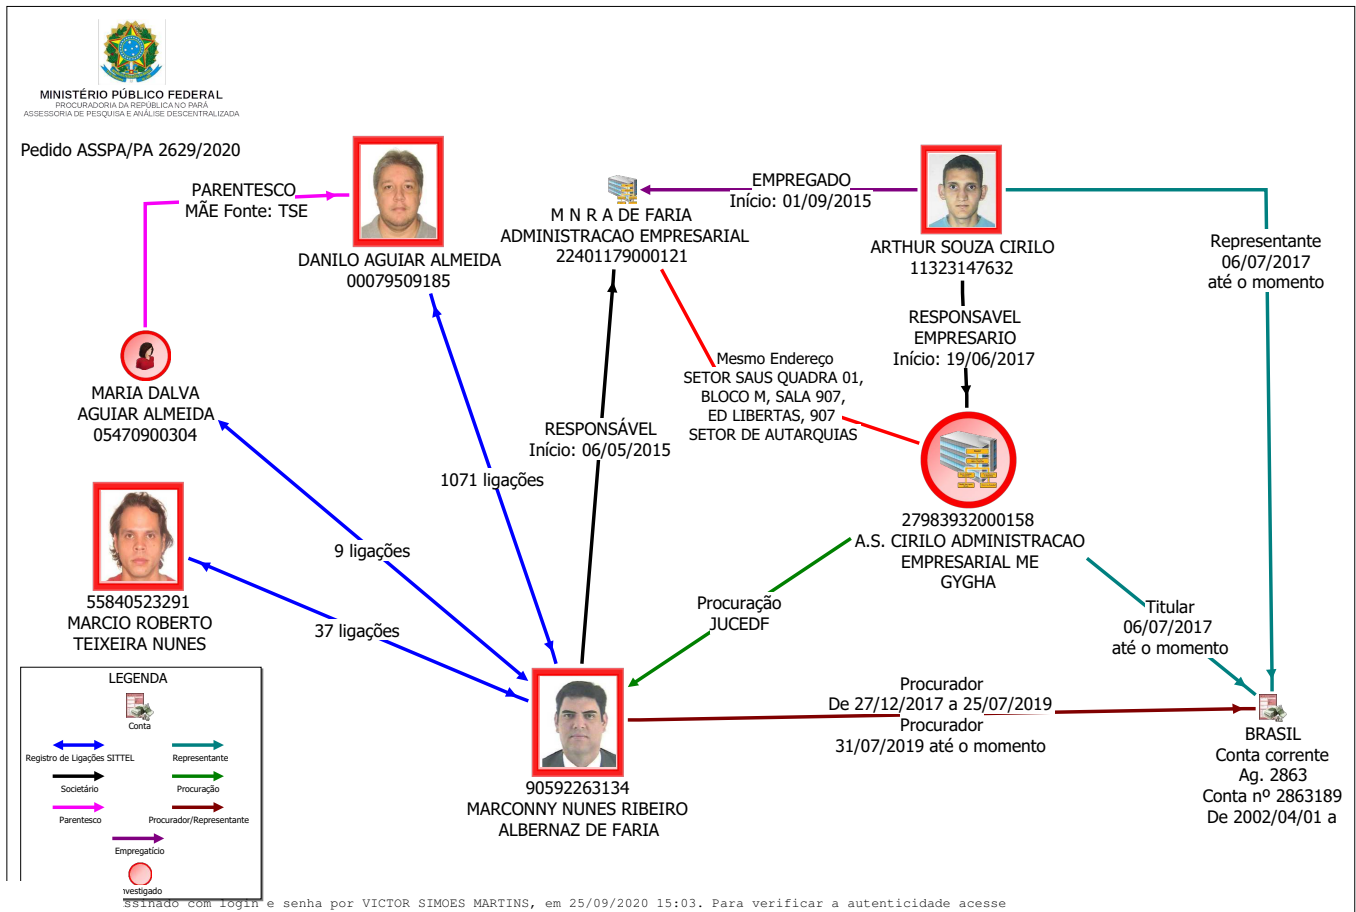 MINISTÉRIO PÚBLICO FEDERAL
PROCURADORIA DA REPÚBLICA NO PARÁ
ASSESSORIA DE PESQUISA E ANÁLISE DESCENTRALIZADA
Pedido ASSPA/PA 2629/2020
PARENTESCO
MÃE Fonte: TSE
DANILO AGUIAR ALMEIDA
00079509185
M N R A DE FARIA
ADMINISTRACAO EMPRESARIAL
22401179000121
EMPREGADO
Início: 01/09/2015
ARTHUR SOUZA CIRILO
11323147632
Representante
06/07/2017
até o momento
RESPONSAVEL
EMPRESARIO
Início: 19/06/2017
Mesmo Endereço
SETOR SAUS QUADRA 01,
BLOCO M, SALA 907,
ED LIBERTAS, 907
SETOR DE AUTARQUIAS
MARIA DALVA
AGUIAR ALMEIDA
05470900304
RESPONSÁVEL
Início: 06/05/2015
1071 ligações
9 ligações
37 ligações
55840523291
MARCIO ROBERTO
TEIXEIRA NUNES
27983932000158
A.S. CIRILO ADMINISTRACAO
EMPRESARIAL ME
GYGHA
Procuração
JUCEDF
Titular
06/07/2017
até o momento
Procurador
De 27/12/2017 a 25/07/2019
Procurador
31/07/2019 até o momento
BRASIL
Conta corrente
Ag. 2863
Conta nº 2863189
De 2002/04/01 a
90592263134
MARCONNY NUNES RIBEIRO
ALBERNAZ DE FARIA
LEGENDA
Conta
Registro de Ligações SITTEL
Representante
Societário
Procuração
Parentesco
Procurador/Representante
Empregatício
nvestigado
ssinado com login e senha por VICTOR SIMOES MARTINS, em 25/09/2020 15:03. Para verificar a autenticidade acesse